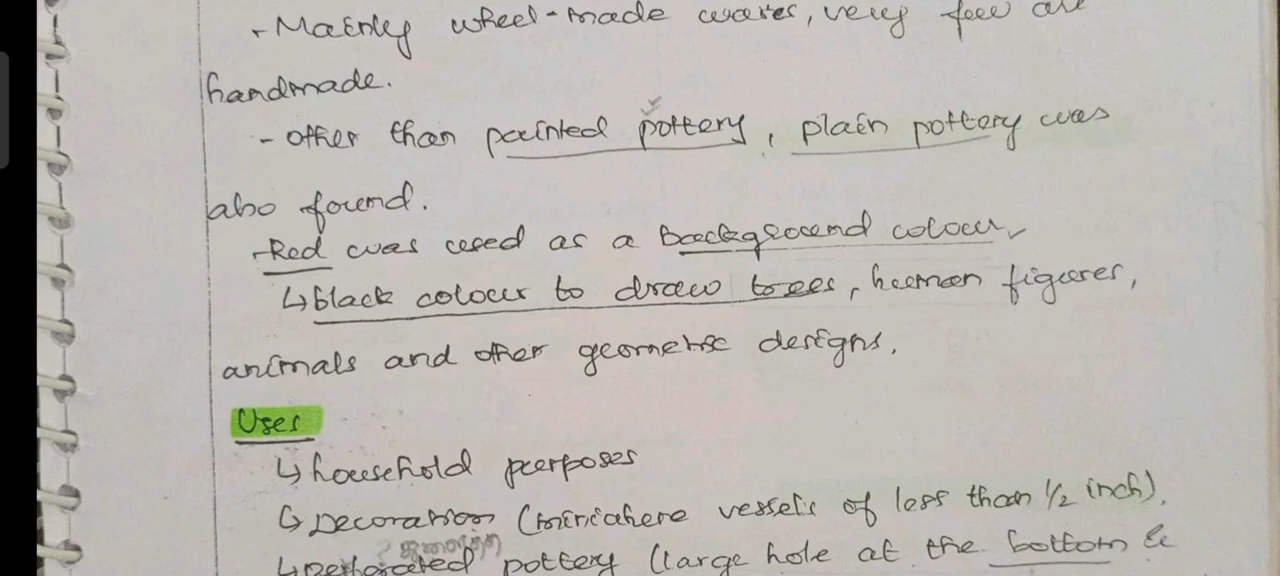 - Mainly wheel-made wares, very few are
handmade.
- Other than painted pottery, plain pottery was
also found.
- Red was used as a background colour
↳ black colour to draw trees, human figures,
animals and other geometric designs.
Uses
↳ household purposes
↳ Decoration (miniature vessels of less than 1/2 inch).
↳ perforated pottery (large hole at the bottom &